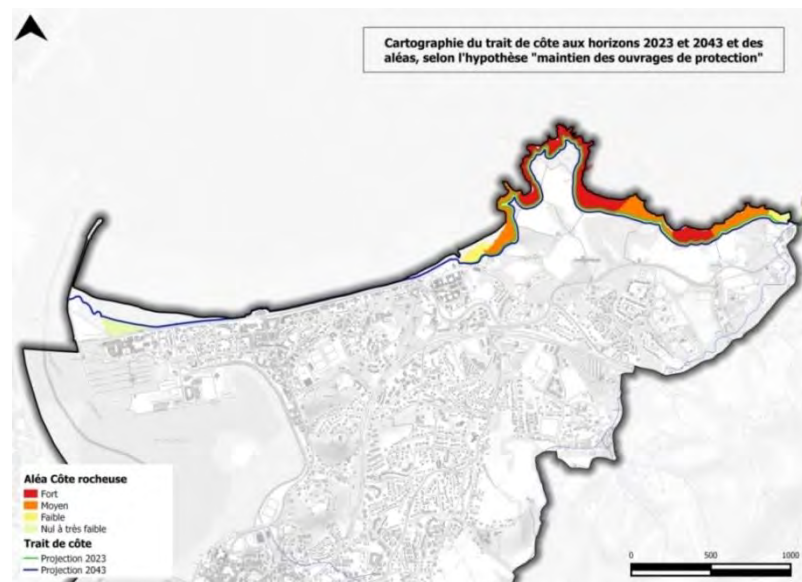 Cartographie du trait de côte aux horizons 2023 et 2043 et des
aléas, selon l'hypothèse "maintien des ouvrages de protection"
Aléa Côte rocheuse
Fort
Moyen
Faible
Nul à très faible
Trait de côte
Projection 2023
Projection 2043
0 500 1000